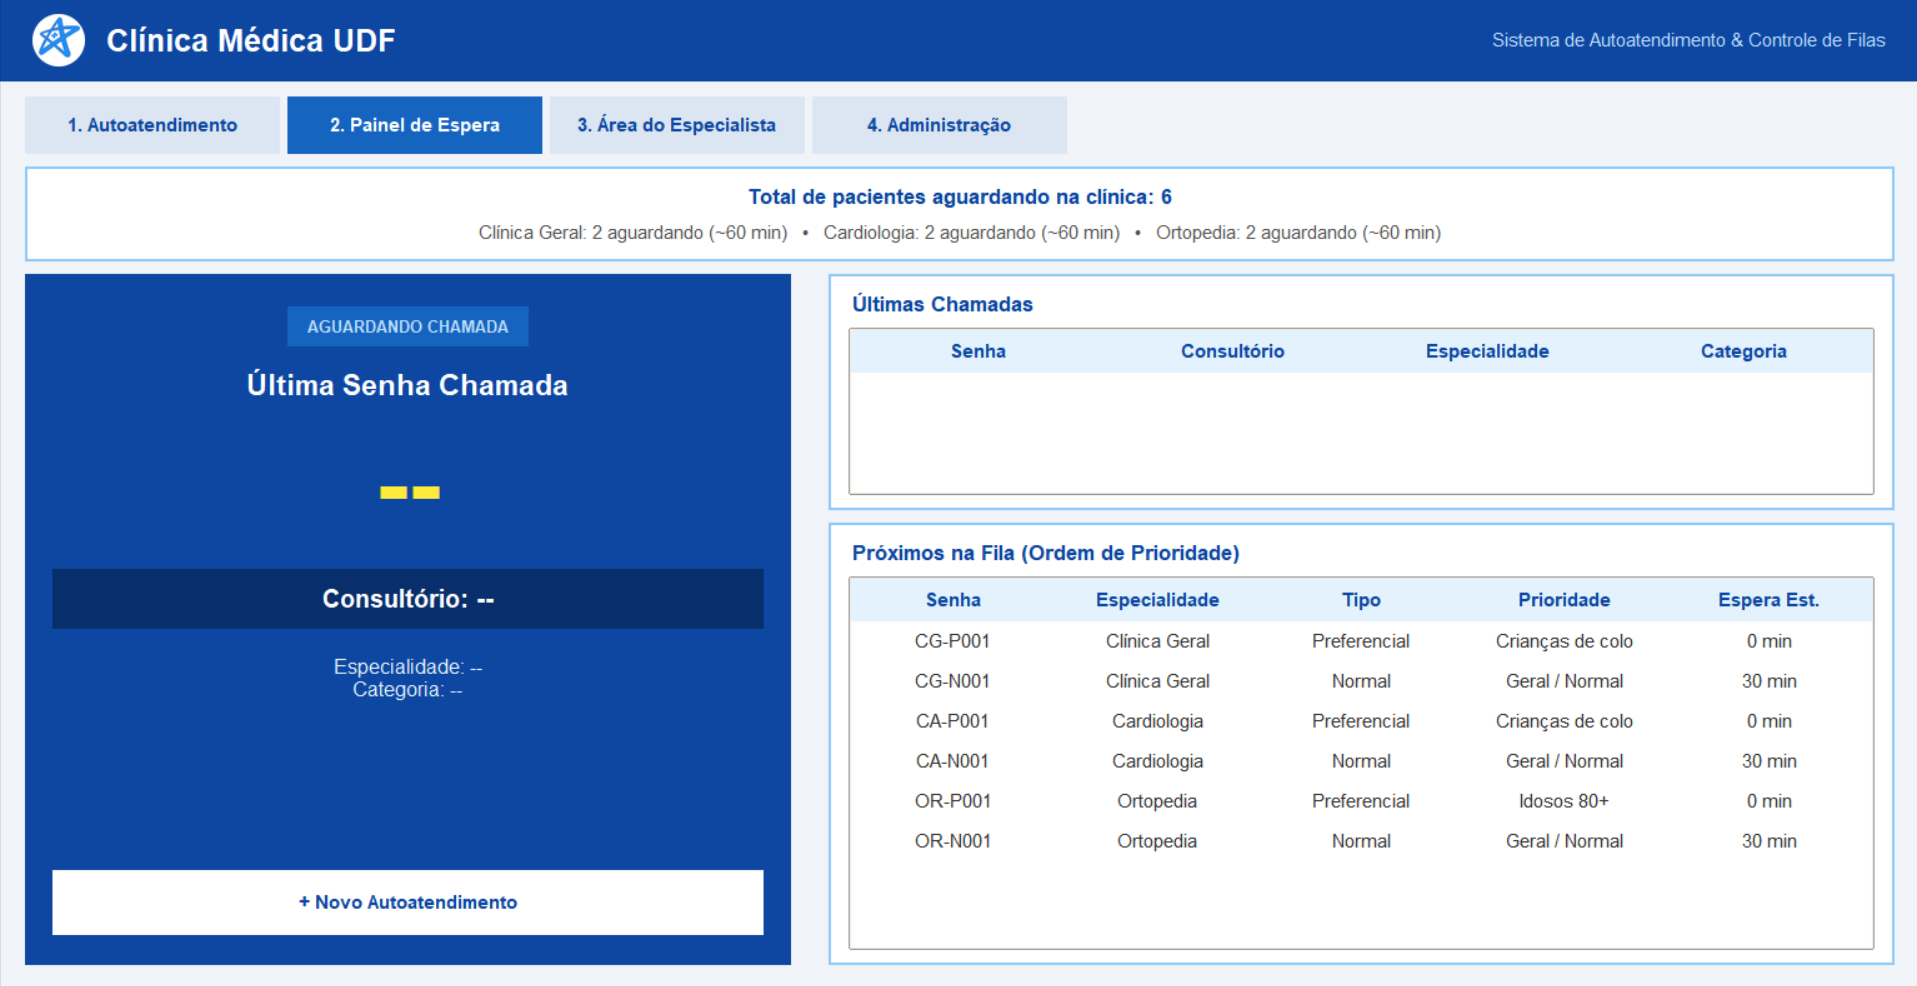 Clínica Médica UDF
Sistema de Autoatendimento & Controle de Filas
1. Autoatendimento
2. Painel de Espera
3. Área do Especialista
4. Administração
Total de pacientes aguardando na clínica: 6
Clínica Geral: 2 aguardando (~60 min) • Cardiologia: 2 aguardando (~60 min) • Ortopedia: 2 aguardando (~60 min)
AGUARDANDO CHAMADA
Última Senha Chamada
--
Consultório: --
Especialidade: --
Categoria: --
+ Novo Autoatendimento
Últimas Chamadas
Senha Consultório Especialidade Categoria
Próximos na Fila (Ordem de Prioridade)
Senha Especialidade Tipo Prioridade Espera Est.
CG-P001 Clínica Geral Preferencial Crianças de colo 0 min
CG-N001 Clínica Geral Normal Geral / Normal 30 min
CA-P001 Cardiologia Preferencial Crianças de colo 0 min
CA-N001 Cardiologia Normal Geral / Normal 30 min
OR-P001 Ortopedia Preferencial Idosos 80+ 0 min
OR-N001 Ortopedia Normal Geral / Normal 30 min